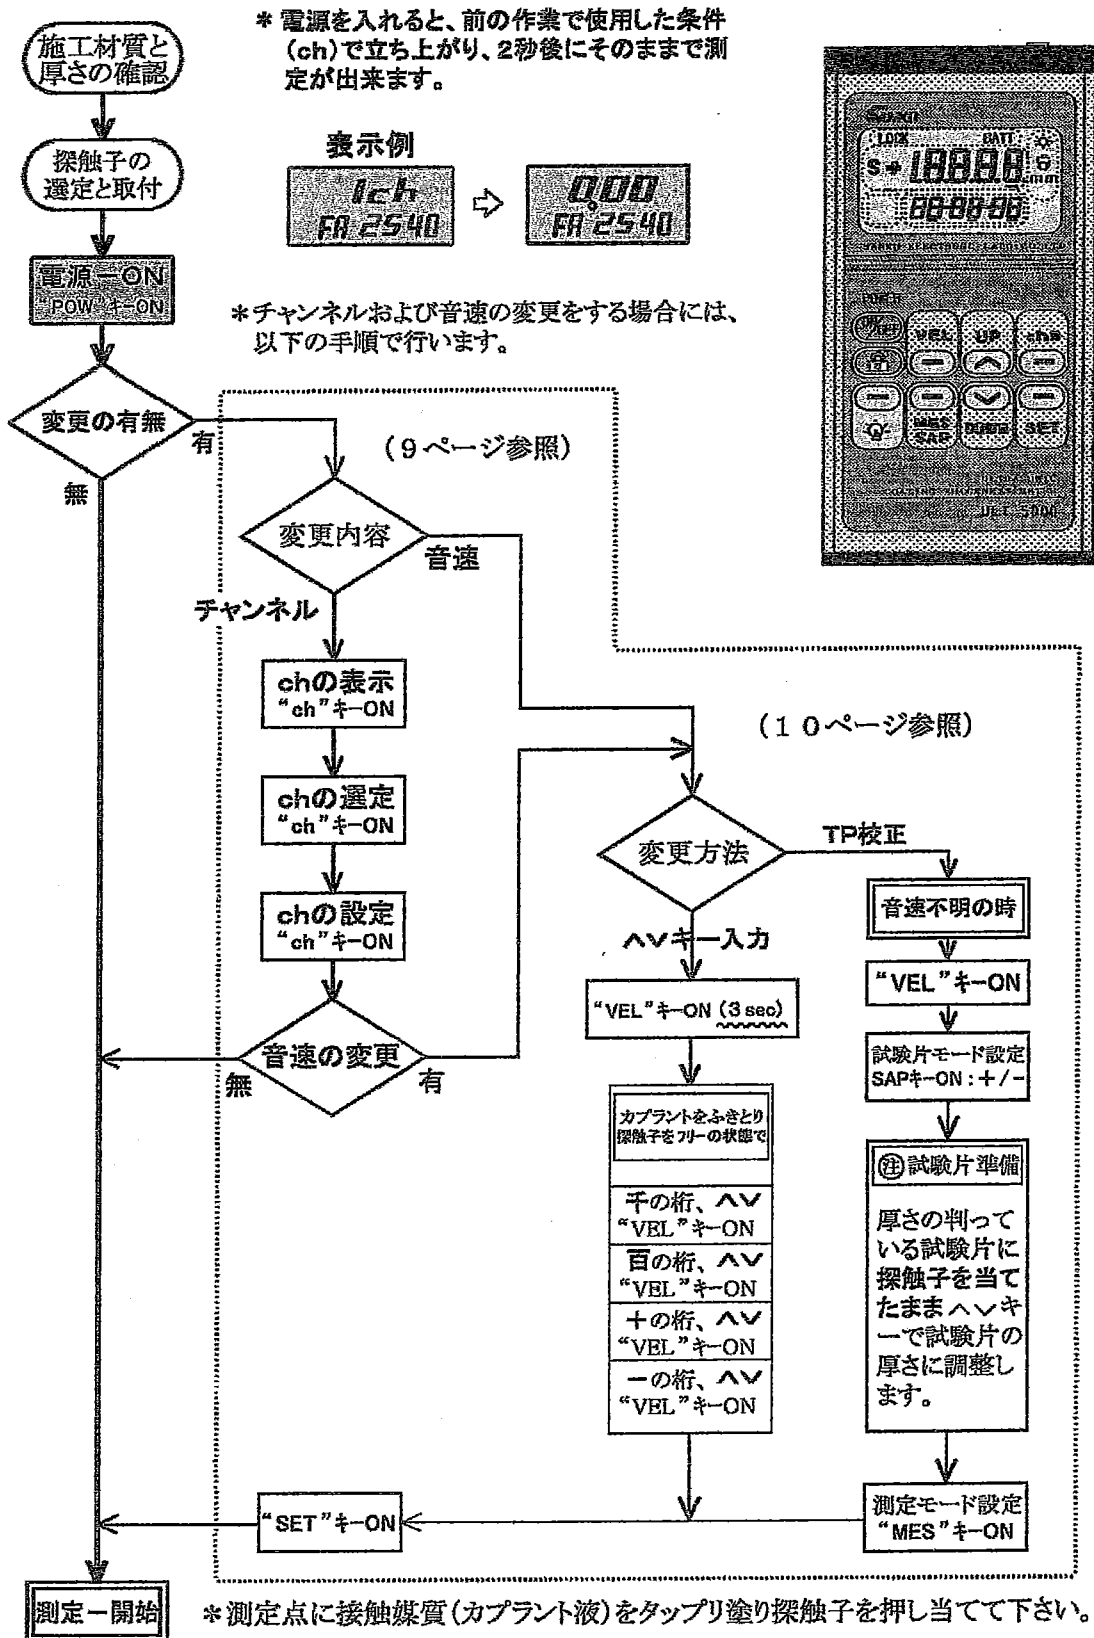 施工材質と
厚さの確認
探触子の
選定と取付
電源ーON
“POW”キーON
変更の有無
有
無
*電源を入れると、前の作業で使用した条件
(ch)で立ち上がり、2秒後にそのままで測
定が出来ます。
表示例
1ch
FA 2540
0.00
FA 2540
*チャンネルおよび音速の変更をする場合には、
以下の手順で行います。
LOCK
BATT
S
mm
VEL
UP
MES
SAP
SET
(9ページ参照)
変更内容
音速
チャンネル
chの表示
“ch”キーON
chの選定
“ch”キーON
chの設定
“ch”キーON
音速の変更
無
有
(10ページ参照)
変更方法
TP校正
∧∨キー入力
“VEL”キーON (3 sec)
カプラントをふきとり
探触子をフリーの状態で
千の桁、∧∨
“VEL”キーON
百の桁、∧∨
“VEL”キーON
十の桁、∧∨
“VEL”キーON
一の桁、∧∨
“VEL”キーON
音速不明の時
“VEL”キーON
試験片モード設定
SAPキーON:+/-
㊟試験片準備
厚さの判って
いる試験片に
探触子を当て
たまま∧∨キ
ーで試験片の
厚さに調整し
ます。
測定モード設定
“MES”キーON
“SET”キーON
測定ー開始
*測定点に接触媒質(カプラント液)をタップリ塗り探触子を押し当てて下さい。